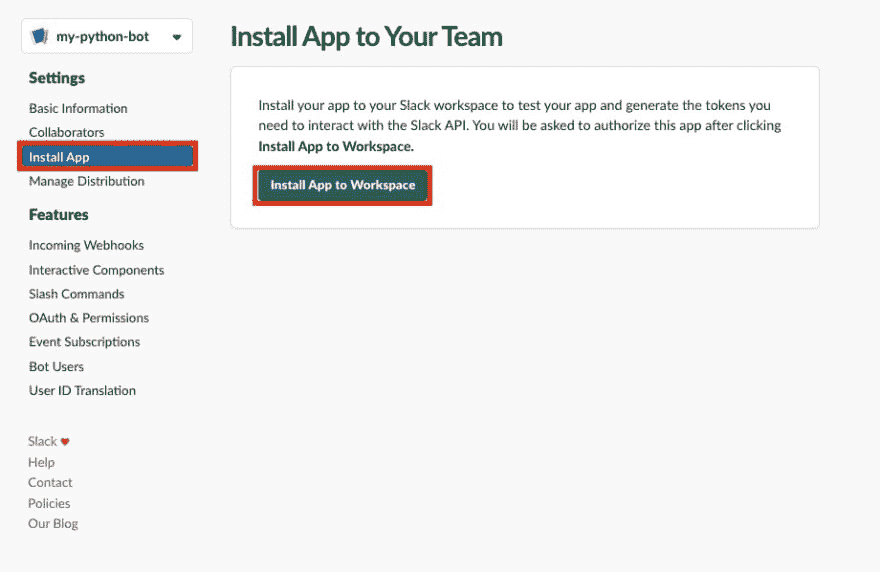 my-python-bot
Settings
Basic Information
Collaborators
Install App
Manage Distribution
Features
Incoming Webhooks
Interactive Components
Slash Commands
OAuth & Permissions
Event Subscriptions
Bot Users
User ID Translation
Slack
Help
Contact
Policies
Our Blog
Install App to Your Team
Install your app to your Slack workspace to test your app and generate the tokens you
need to interact with the Slack API. You will be asked to authorize this app after clicking
Install App to Workspace.
Install App to Workspace